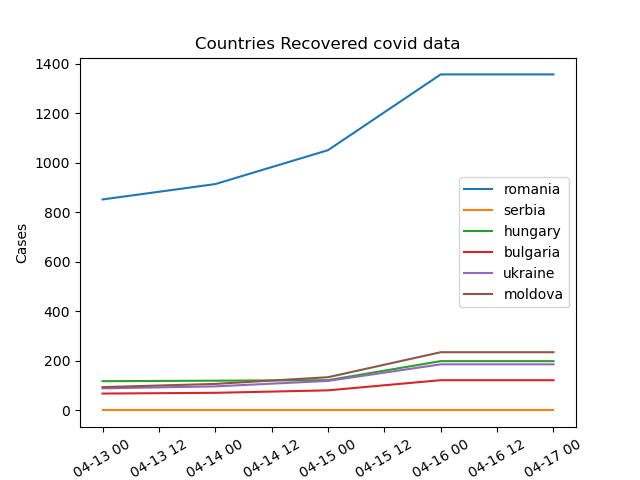 Countries Recovered covid data
Cases
1400
1200
1000
800
600
400
200
0
romania
serbia
hungary
bulgaria
ukraine
moldova
04-13 00
04-13 12
04-14 00
04-14 12
04-15 00
04-15 12
04-16 00
04-16 12
04-17 00